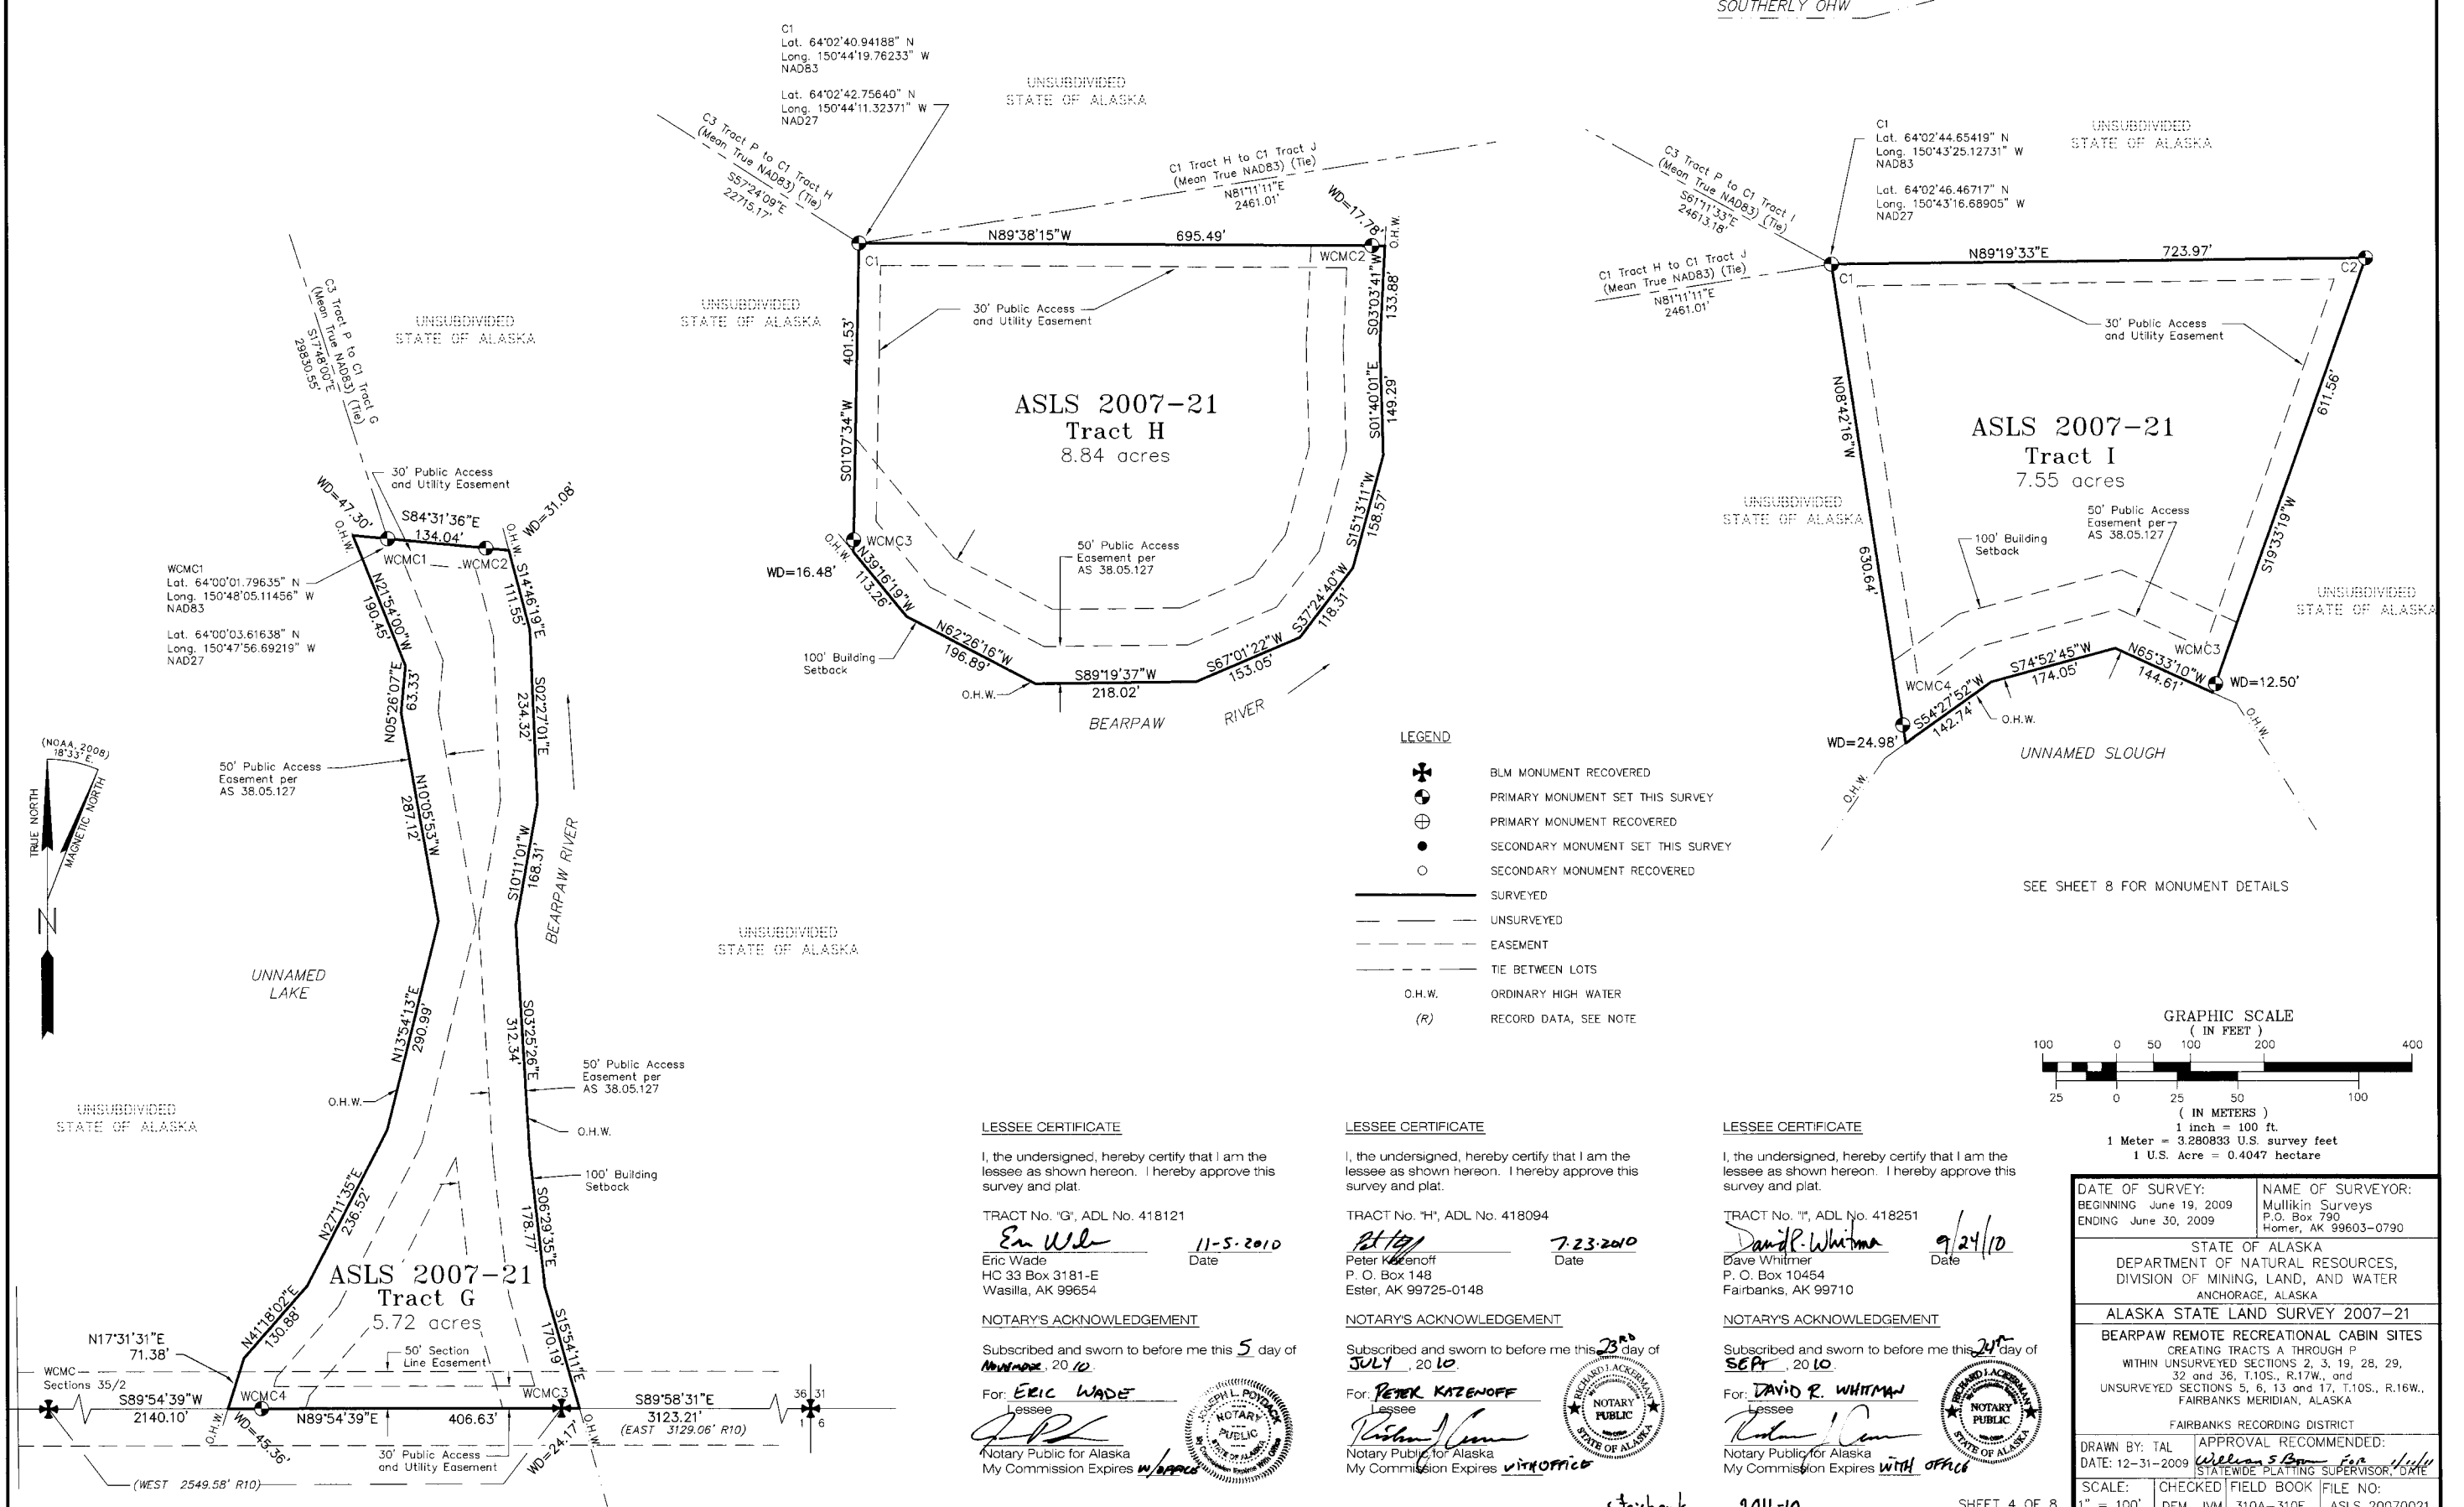 SOUTHERLY OHW
C1
Lat. 64°02'40.94188" N
Long. 150°44'19.76233" W
NAD83
Lat. 64°02'42.75640" N
Long. 150°44'11.32371" W
NAD27
UNSUBDIVIDED
STATE OF ALASKA
C3 Tract P to C1 Tract H
(Mean True NAD83) (Tie)
S57°24'09"E
22715.17'
C1 Tract H to C1 Tract J
(Mean True NAD83) (Tie)
N81°11'11"E
2461.01'
WD=17.78'
O.H.W.
N89°38'15"W 695.49'
C1
WCMC2
S03°03'41"W
133.88'
30' Public Access
and Utility Easement
UNSUBDIVIDED
STATE OF ALASKA
401.53'
S01°07'34"W
S01°40'01"E
149.29'
ASLS 2007-21
Tract H
8.84 acres
S15°13'11"W
158.57'
WCMC3
O.H.W.
WD=16.48'
N39°16'19"W
113.26'
50' Public Access
Easement per
AS 38.05.127
S37°24'40"W
118.31'
N62°26'16"W
196.89'
S67°01'22"W
153.05'
100' Building
Setback
S89°19'37"W
218.02'
O.H.W.
BEARPAW RIVER
C1
Lat. 64°02'44.65419" N
Long. 150°43'25.12731" W
NAD83
Lat. 64°02'46.46717" N
Long. 150°43'16.68905" W
NAD27
UNSUBDIVIDED
STATE OF ALASKA
C3 Tract P to C1 Tract I
(Mean True NAD83) (Tie)
S61°11'33"E
24613.18'
C1 Tract H to C1 Tract J
(Mean True NAD83) (Tie)
N81°11'11"E
2461.01'
N89°19'33"E 723.97'
C1
C2
30' Public Access
and Utility Easement
611.56'
N08°42'16"W
ASLS 2007-21
Tract I
7.55 acres
UNSUBDIVIDED
STATE OF ALASKA
50' Public Access
Easement per
AS 38.05.127
100' Building
Setback
S19°33'19"W
630.64'
UNSUBDIVIDED
STATE OF ALASKA
WCMC3
WD=12.50'
S74°52'45"W
174.05'
N65°33'10"W
144.61'
WCMC4
S54°27'52"W
142.74'
O.H.W.
O.H.W.
WD=24.98'
UNNAMED SLOUGH
O.H.W.
C3 Tract P to C1 Tract G
(Mean True NAD83) (Tie)
S17°48'00"E
29830.55'
UNSUBDIVIDED
STATE OF ALASKA
30' Public Access
and Utility Easement
WD=47.30'
O.H.W.
S84°31'36"E
134.04'
O.H.W.
WD=31.08'
WCMC1
WCMC2
WCMC1
Lat. 64°00'01.79635" N
Long. 150°48'05.11456" W
NAD83
Lat. 64°00'03.61638" N
Long. 150°47'56.69219" W
NAD27
N21°54'00"W
190.45'
S14°46'19"E
111.55'
N05°26'07"E
63.33'
S02°27'01"E
234.32'
50' Public Access
Easement per
AS 38.05.127
N10°05'53"W
287.12'
S10°11'01"W
168.31'
BEARPAW RIVER
(NOAA, 2008)
18°33' E.
TRUE NORTH
MAGNETIC NORTH
N
UNSUBDIVIDED
STATE OF ALASKA
UNNAMED
LAKE
N13°54'13"E
290.99'
S03°25'26"E
312.34'
50' Public Access
Easement per
AS 38.05.127
O.H.W.
O.H.W.
UNSUBDIVIDED
STATE OF ALASKA
100' Building
Setback
N27°11'35"E
236.52'
S06°29'35"E
178.77'
ASLS 2007-21
Tract G
5.72 acres
N41°18'02"E
130.88'
N17°31'31"E
71.38'
S15°54'11"E
170.19'
50' Section
Line Easement
WCMC
Sections 35/2
WCMC4
WCMC3
S89°54'39"W
2140.10'
N89°54'39"E 406.63'
S89°58'31"E
3123.21'
(EAST 3129.06' R10)
36 31
1 6
O.H.W.
WD=45.36'
O.H.W.
WD=24.17'
30' Public Access
and Utility Easement
(WEST 2549.58' R10)
LEGEND
BLM MONUMENT RECOVERED
PRIMARY MONUMENT SET THIS SURVEY
PRIMARY MONUMENT RECOVERED
SECONDARY MONUMENT SET THIS SURVEY
SECONDARY MONUMENT RECOVERED
SURVEYED
UNSURVEYED
EASEMENT
TIE BETWEEN LOTS
O.H.W. ORDINARY HIGH WATER
(R) RECORD DATA, SEE NOTE
SEE SHEET 8 FOR MONUMENT DETAILS
GRAPHIC SCALE
( IN FEET )
100 0 50 100 200 400
25 0 25 50 100
( IN METERS )
1 inch = 100 ft.
1 Meter = 3.280833 U.S. survey feet
1 U.S. Acre = 0.4047 hectare
LESSEE CERTIFICATE
I, the undersigned, hereby certify that I am the
lessee as shown hereon. I hereby approve this
survey and plat.
TRACT No. "G", ADL No. 418121
11-5-2010
Eric Wade Date
HC 33 Box 3181-E
Wasilla, AK 99654
NOTARY'S ACKNOWLEDGEMENT
Subscribed and sworn to before me this 5 day of
NOVEMBER, 2010.
For: ERIC WADE
Lessee
Notary Public for Alaska
My Commission Expires W/OFFICE
NOTARY
PUBLIC
LESSEE CERTIFICATE
I, the undersigned, hereby certify that I am the
lessee as shown hereon. I hereby approve this
survey and plat.
TRACT No. "H", ADL No. 418094
7-23-2010
Peter Kazenoff Date
P. O. Box 148
Ester, AK 99725-0148
NOTARY'S ACKNOWLEDGEMENT
Subscribed and sworn to before me this 23RD day of
JULY, 2010.
For: PETER KAZENOFF
Lessee
Notary Public for Alaska
My Commission Expires WITH OFFICE
RICHARD J. ACKERMAN
NOTARY
PUBLIC
STATE OF ALASKA
LESSEE CERTIFICATE
I, the undersigned, hereby certify that I am the
lessee as shown hereon. I hereby approve this
survey and plat.
TRACT No. "I", ADL No. 418251
David R. Whitman 9/24/10
Dave Whitmer Date
P. O. Box 10454
Fairbanks, AK 99710
NOTARY'S ACKNOWLEDGEMENT
Subscribed and sworn to before me this 24th day of
SEPT, 2010.
For: DAVID R. WHITMAN
Lessee
Notary Public for Alaska
My Commission Expires WITH OFFICE
RICHARD J. ACKERMAN
NOTARY
PUBLIC
STATE OF ALASKA
DATE OF SURVEY:
BEGINNING June 19, 2009
ENDING June 30, 2009
NAME OF SURVEYOR:
Mullikin Surveys
P.O. Box 790
Homer, AK 99603-0790
STATE OF ALASKA
DEPARTMENT OF NATURAL RESOURCES,
DIVISION OF MINING, LAND, AND WATER
ANCHORAGE, ALASKA
ALASKA STATE LAND SURVEY 2007-21
BEARPAW REMOTE RECREATIONAL CABIN SITES
CREATING TRACTS A THROUGH P
WITHIN UNSURVEYED SECTIONS 2, 3, 19, 28, 29,
32 and 36, T.10S., R.17W., and
UNSURVEYED SECTIONS 5, 6, 13 and 17, T.10S., R.16W.,
FAIRBANKS MERIDIAN, ALASKA
FAIRBANKS RECORDING DISTRICT
DRAWN BY: TAL
DATE: 12-31-2009
APPROVAL RECOMMENDED:
For 1/11/11
STATEWIDE PLATTING SUPERVISOR, DATE
SCALE:
1" = 100'
CHECKED
FIELD BOOK
310A-310E
FILE NO:
ASLS 20070021
SHEET 4 OF 8